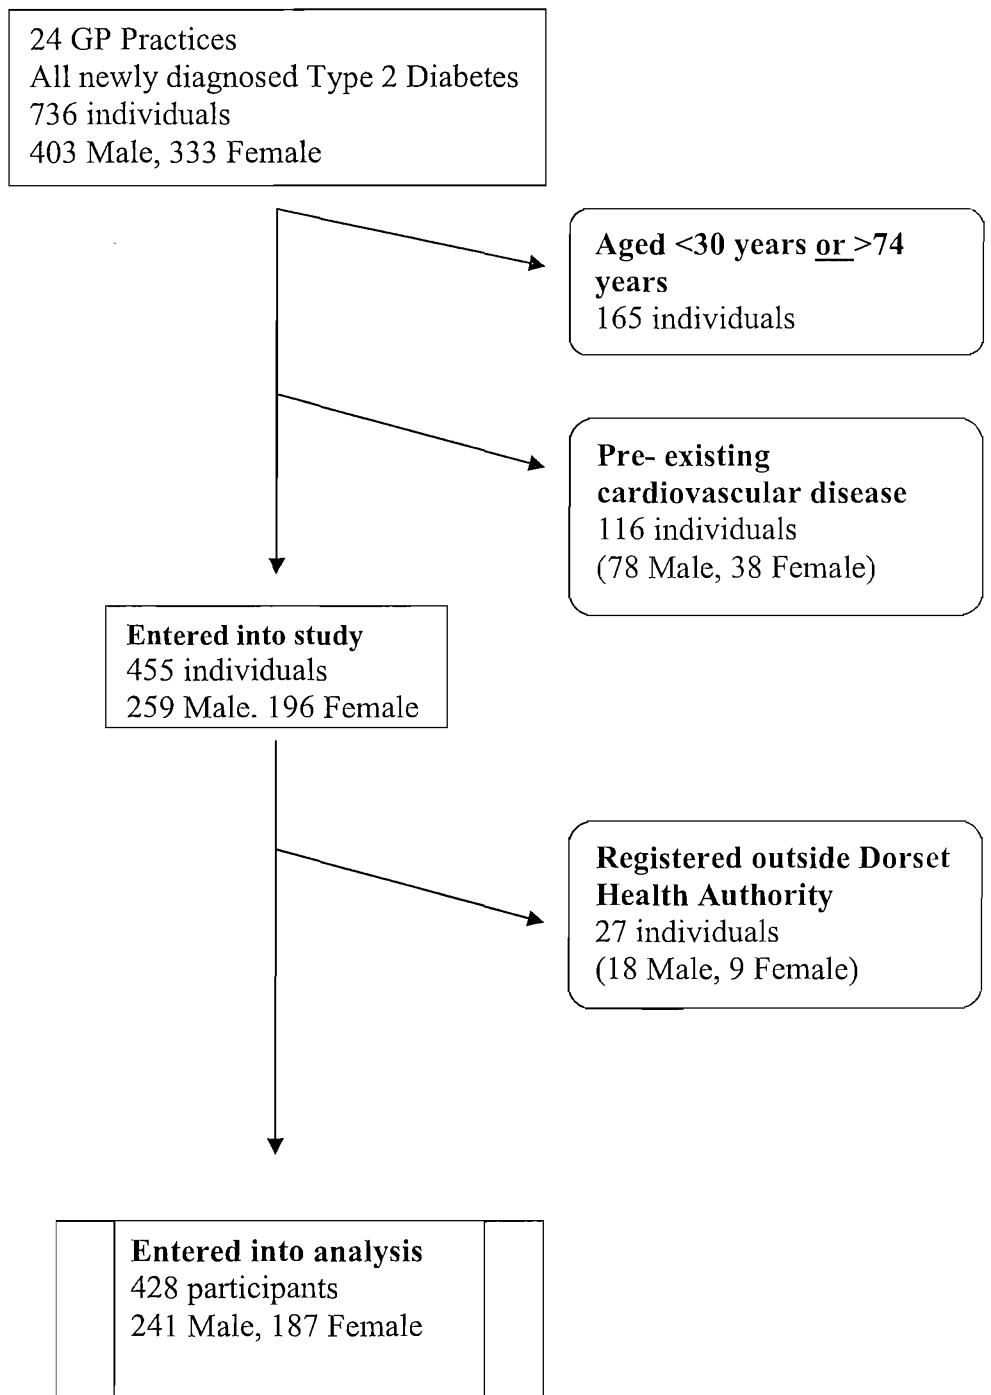 24 GP Practices
All newly diagnosed Type 2 Diabetes
736 individuals
403 Male, 333 Female
Aged <30 years or >74
years
165 individuals
Pre- existing
cardiovascular disease
116 individuals
(78 Male, 38 Female)
Entered into study
455 individuals
259 Male. 196 Female
Registered outside Dorset
Health Authority
27 individuals
(18 Male, 9 Female)
Entered into analysis
428 participants
241 Male, 187 Female